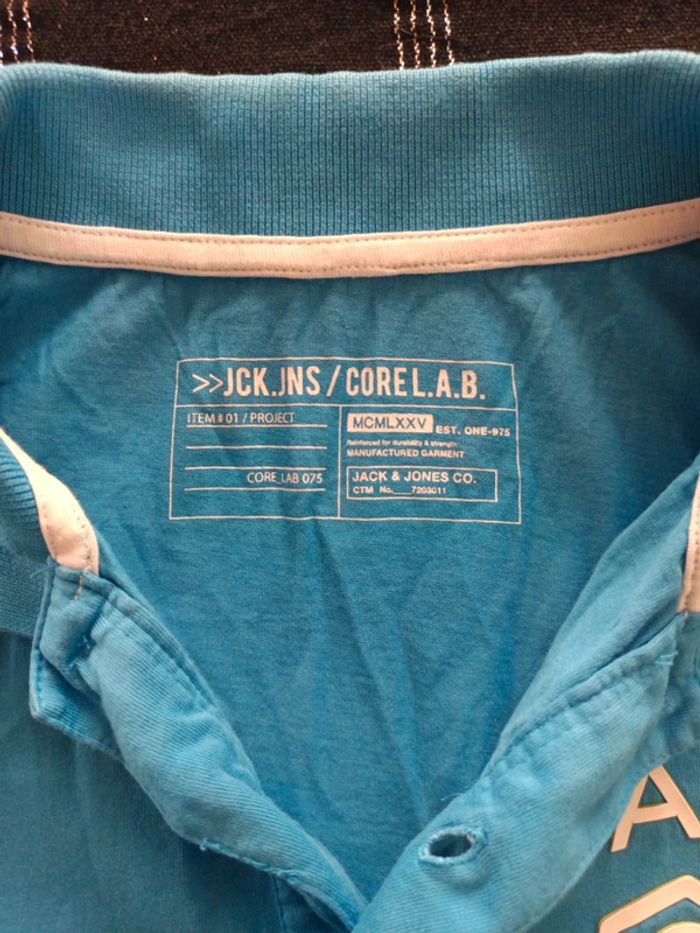 >>JCK.JNS / CORE L.A.B.
ITEM # 01 / PROJECT
CORE_LAB 075
MCMLXXV EST. ONE-975
Reinforced for durability & strength
MANUFACTURED GARMENT
JACK & JONES CO.
CTM No. 7203011
A